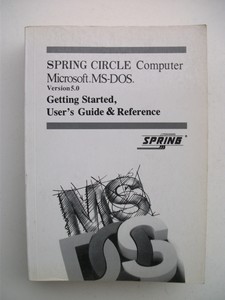 SPRING CIRCLE Computer
Microsoft. MS-DOS.
Version 5.0
Getting Started,
User's Guide & Reference
SPRING
MS
DOS